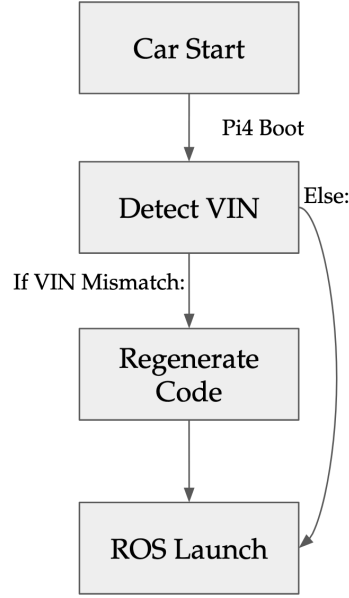 Car Start
Pi4 Boot
Detect VIN
Else:
If VIN Mismatch:
Regenerate
Code
ROS Launch